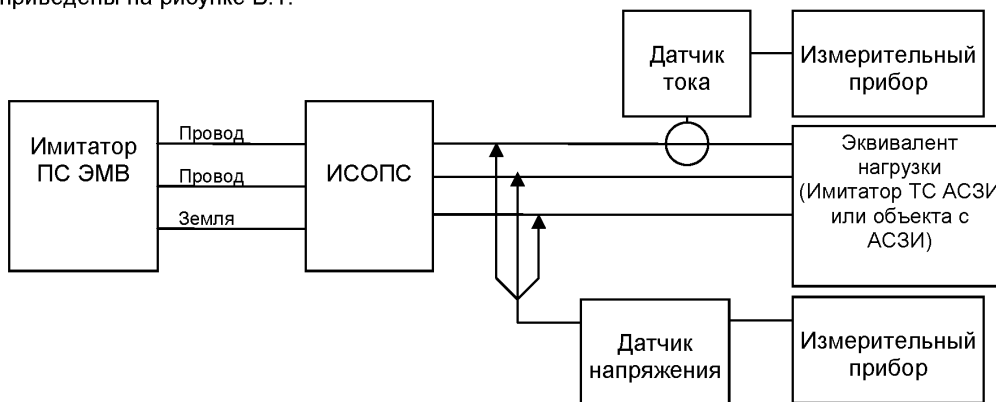 приведены на рисунке В.1.
Датчик
тока
Измерительный
прибор
Имитатор
ПС ЭМВ
Провод
Провод
Земля
ИСОПС
Эквивалент
нагрузки
(Имитатор ТС АСЗИ
или объекта с
АСЗИ)
Датчик
напряжения
Измерительный
прибор